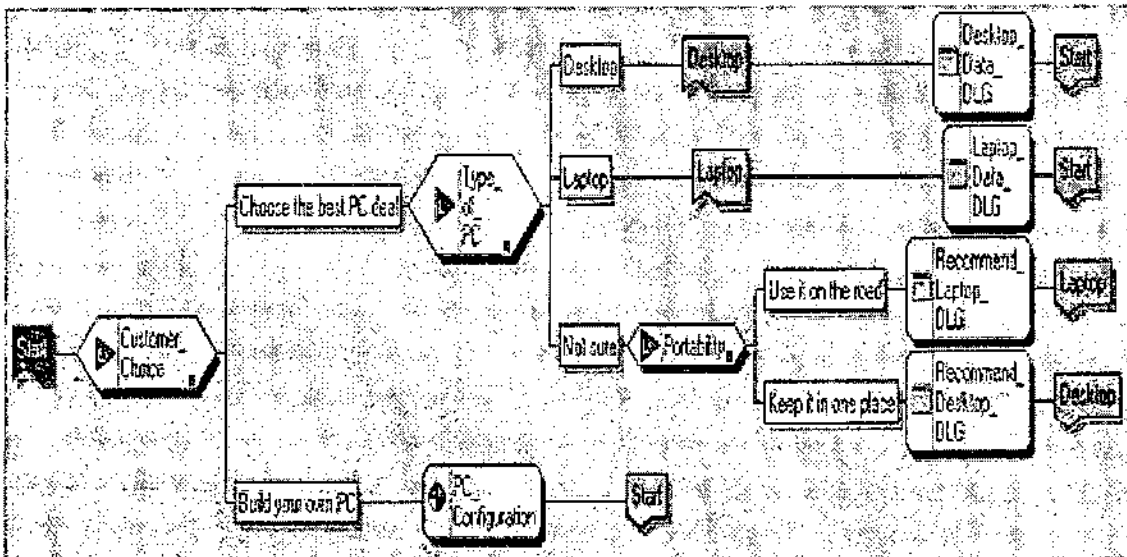 Desktop
Desktop
Desktop_
Data_
DLG
Start
Choose the best PC deal
Type_
of_
PC
Laptop
Laptop
Laptop_
Data_
DLG
Start
Customer_
Choice
Not sure
Portability
Use it on the road
Recommend_
Laptop_
DLG
Laptop
Keep it in one place
Recommend_
Desktop_
DLG
Desktop
Build your own PC
PC_
Configuration
Start